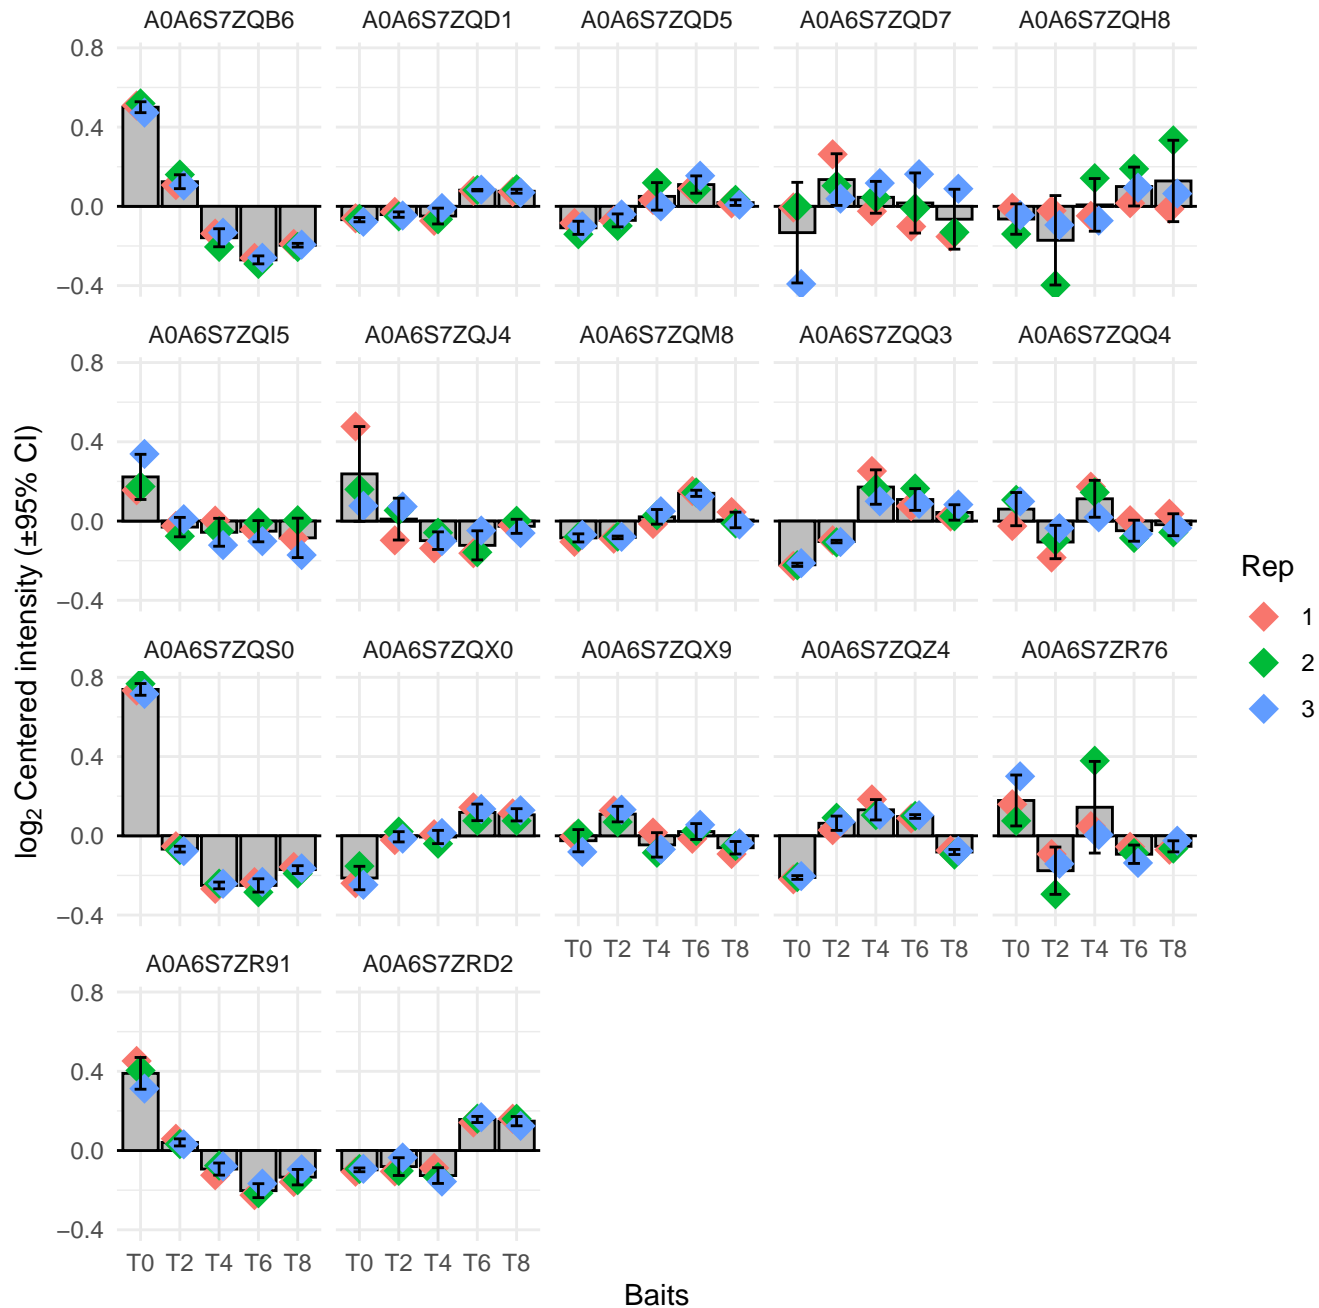 A0A6S7ZQB6 A0A6S7ZQD1 A0A6S7ZQD5 A0A6S7ZQD7 A0A6S7ZQH8
0.8
0.4
0.0
−0.4
A0A6S7ZQI5 A0A6S7ZQJ4 A0A6S7ZQM8 A0A6S7ZQQ3 A0A6S7ZQQ4
0.8
0.4
0.0
−0.4
A0A6S7ZQS0 A0A6S7ZQX0 A0A6S7ZQX9 A0A6S7ZQZ4 A0A6S7ZR76
0.8
0.4
0.0
−0.4
T0 T2 T4 T6 T8 T0 T2 T4 T6 T8 T0 T2 T4 T6 T8
A0A6S7ZR91 A0A6S7ZRD2
0.8
0.4
0.0
−0.4
T0 T2 T4 T6 T8 T0 T2 T4 T6 T8
Baits
log₂ Centered intensity (±95% CI)
Rep
1
2
3